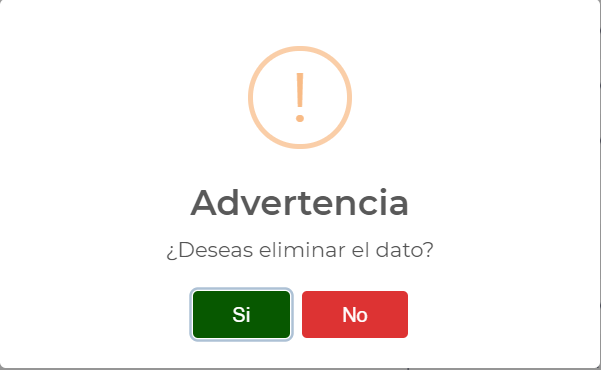 Advertencia
¿Deseas eliminar el dato?
Si No